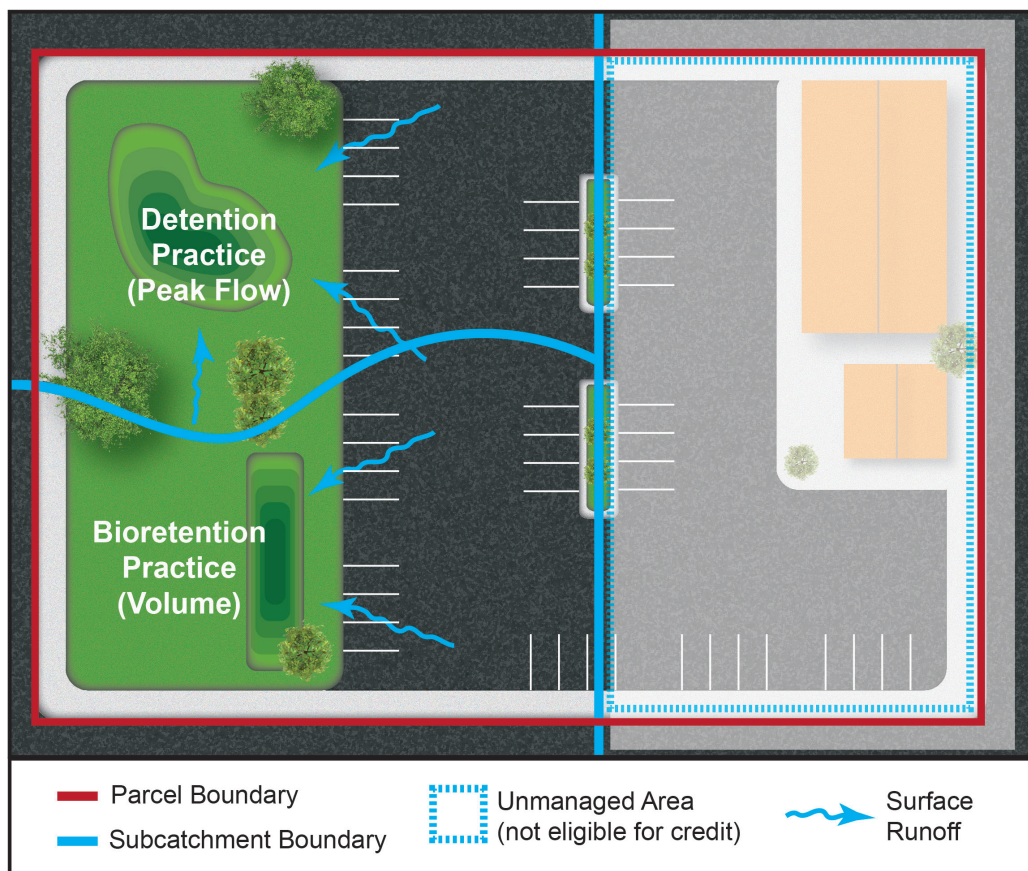 Detention
Practice
(Peak Flow)
Bioretention
Practice
(Volume)
Parcel Boundary
Subcatchment Boundary
Unmanaged Area
(not eligible for credit)
Surface
Runoff